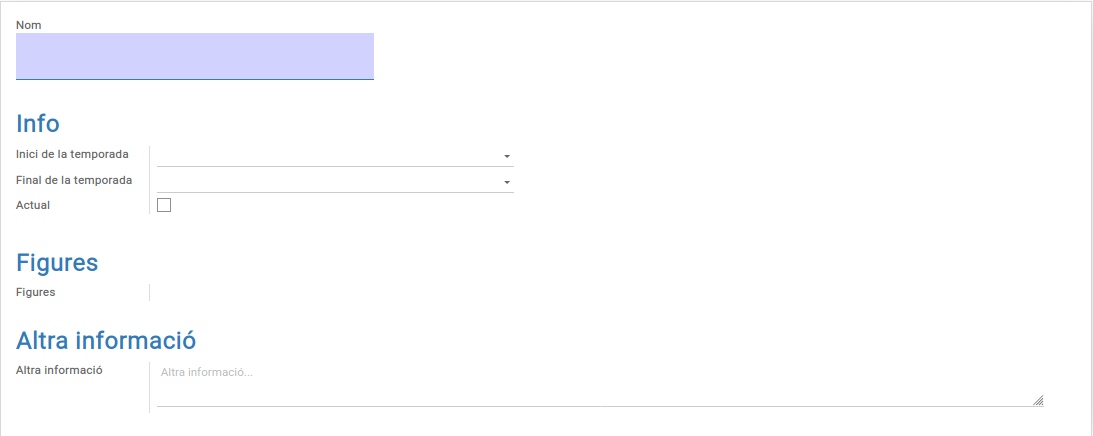 Nom
Info
Inici de la temporada
Final de la temporada
Actual
Figures
Figures
Altra informació
Altra informació
Altra informació...